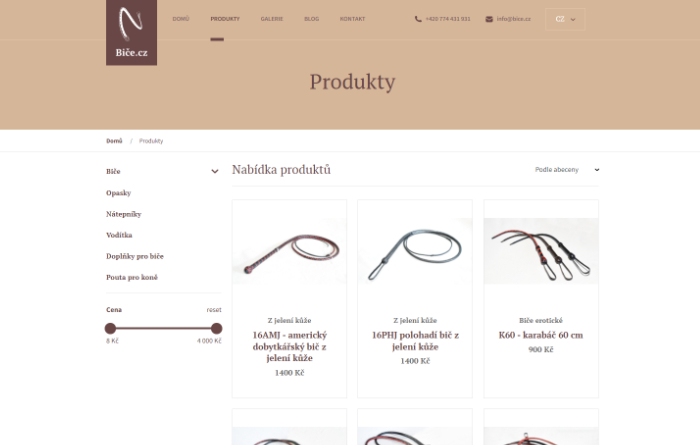 Biče.cz
DOMŮ
PRODUKTY
GALERIE
BLOG
KONTAKT
+420 774 431 931
info@bice.cz
CZ
Produkty
Domů / Produkty
Biče
Opasky
Nátepníky
Vodítka
Doplňky pro biče
Pouta pro koně
Cena
reset
8 Kč
4 000 Kč
Nabídka produktů
Podle abeceny
Z jelení kůže
16AMJ - americký
dobytkářský bič z
jelení kůže
1400 Kč
Z jelení kůže
16PHJ polohadí bič z
jelení kůže
1400 Kč
Biče erotické
K60 - karabáč 60 cm
900 Kč